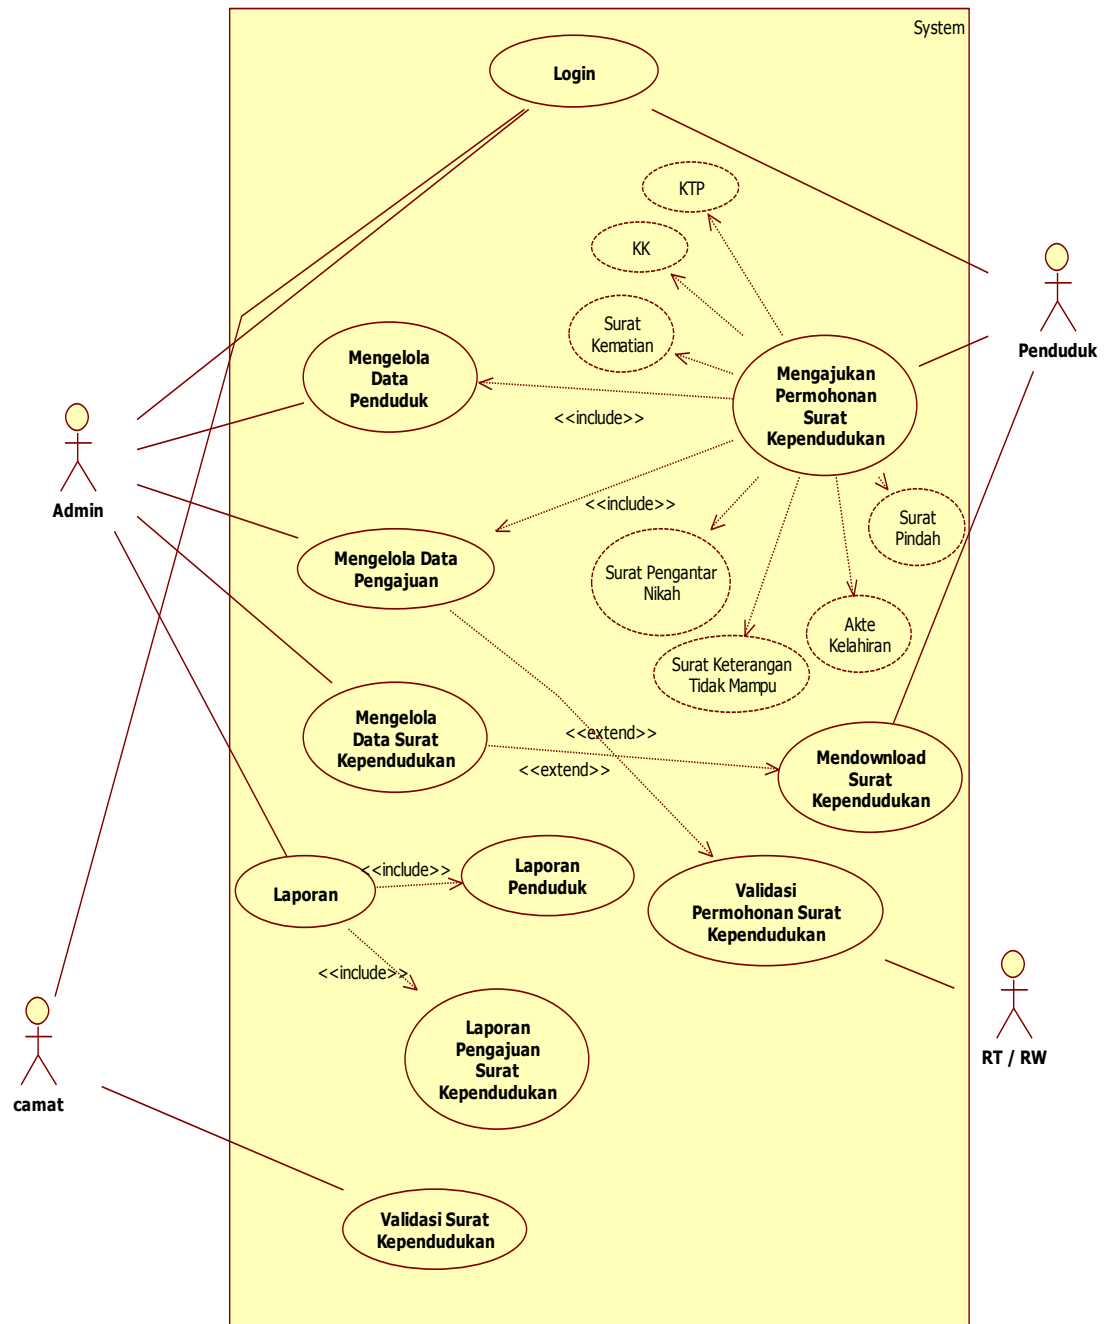 System
Login
KTP
KK
Surat
Kematian
Mengelola
Data
Penduduk
<<include>>
Mengajukan
Permohonan
Surat
Kependudukan
Penduduk
Admin
<<include>>
Surat
Pindah
Mengelola Data
Pengajuan
Surat Pengantar
Nikah
Akte
Kelahiran
Surat Keterangan
Tidak Mampu
Mengelola
Data Surat
Kependudukan
<<extend>>
<<extend>>
Mendownload
Surat
Kependudukan
Laporan
<<include>>
Laporan
Penduduk
Validasi
Permohonan Surat
Kependudukan
<<include>>
Laporan
Pengajuan
Surat
Kependudukan
RT / RW
camat
Validasi Surat
Kependudukan